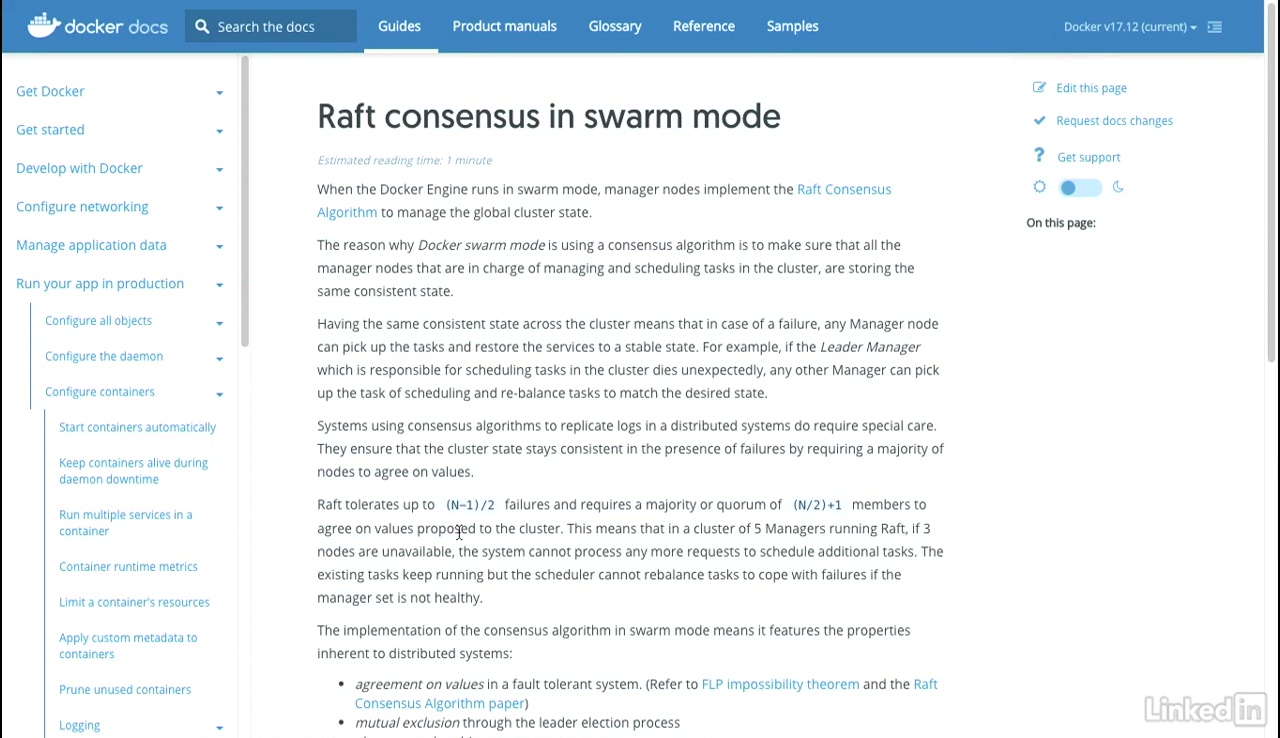 docker docs
Search the docs
Guides
Product manuals
Glossary
Reference
Samples
Docker v17.12 (current)
Get Docker
Get started
Develop with Docker
Configure networking
Manage application data
Run your app in production
Configure all objects
Configure the daemon
Configure containers
Start containers automatically
Keep containers alive during
daemon downtime
Run multiple services in a
container
Container runtime metrics
Limit a container's resources
Apply custom metadata to
containers
Prune unused containers
Logging
Raft consensus in swarm mode
Estimated reading time: 1 minute
When the Docker Engine runs in swarm mode, manager nodes implement the Raft Consensus
Algorithm to manage the global cluster state.
The reason why Docker swarm mode is using a consensus algorithm is to make sure that all the
manager nodes that are in charge of managing and scheduling tasks in the cluster, are storing the
same consistent state.
Having the same consistent state across the cluster means that in case of a failure, any Manager node
can pick up the tasks and restore the services to a stable state. For example, if the Leader Manager
which is responsible for scheduling tasks in the cluster dies unexpectedly, any other Manager can pick
up the task of scheduling and re-balance tasks to match the desired state.
Systems using consensus algorithms to replicate logs in a distributed systems do require special care.
They ensure that the cluster state stays consistent in the presence of failures by requiring a majority of
nodes to agree on values.
Raft tolerates up to (N-1)/2 failures and requires a majority or quorum of (N/2)+1 members to
agree on values proposed to the cluster. This means that in a cluster of 5 Managers running Raft, if 3
nodes are unavailable, the system cannot process any more requests to schedule additional tasks. The
existing tasks keep running but the scheduler cannot rebalance tasks to cope with failures if the
manager set is not healthy.
The implementation of the consensus algorithm in swarm mode means it features the properties
inherent to distributed systems:
• agreement on values in a fault tolerant system. (Refer to FLP impossibility theorem and the Raft
Consensus Algorithm paper)
• mutual exclusion through the leader election process
Edit this page
Request docs changes
Get support
On this page:
LinkedIn